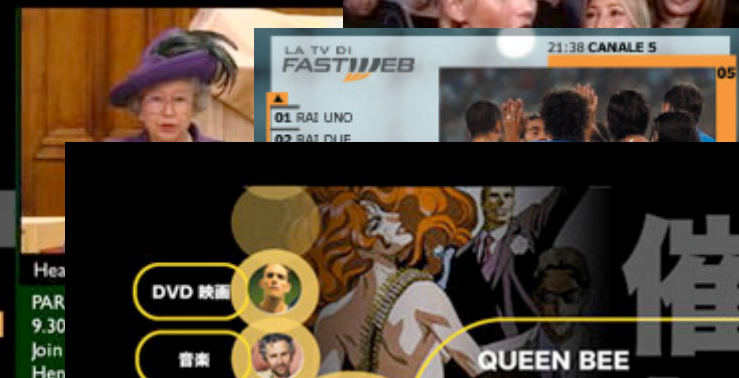 LA TV DI
FASTWEB
21:38 CANALE 5
05
01 RAI UNO
02 RAI DUE
Hea
PAR
9.30
Join
Hen
DVD 映画
音楽
催
QUEEN BEE